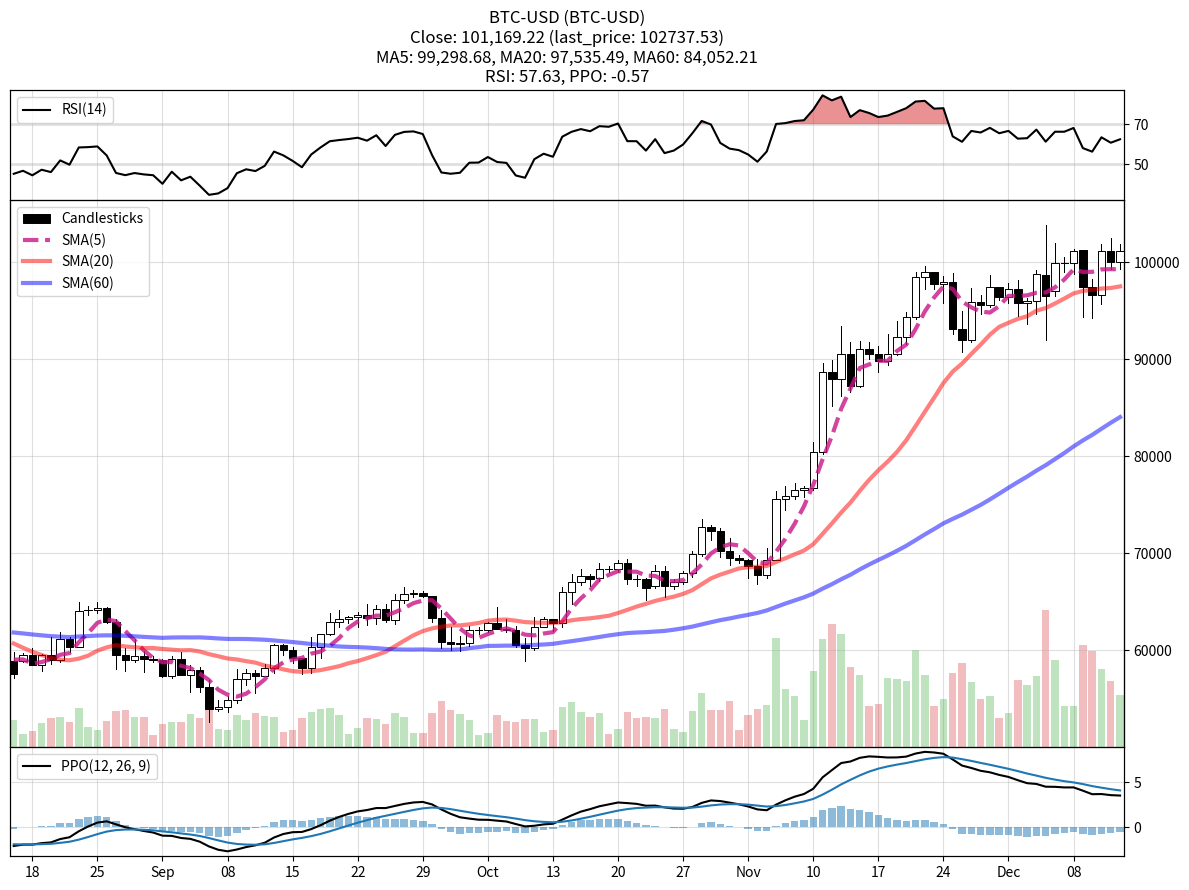 BTC-USD (BTC-USD)
Close: 101,169.22 (last_price: 102737.53)
MA5: 99,298.68, MA20: 97,535.49, MA60: 84,052.21
RSI: 57.63, PPO: -0.57
RSI(14)
70
50
Candlesticks
SMA(5)
SMA(20)
SMA(60)
100000
90000
80000
70000
60000
PPO(12, 26, 9)
5
0
18 25 Sep 08 15 22 29 Oct 13 20 27 Nov 10 17 24 Dec 08